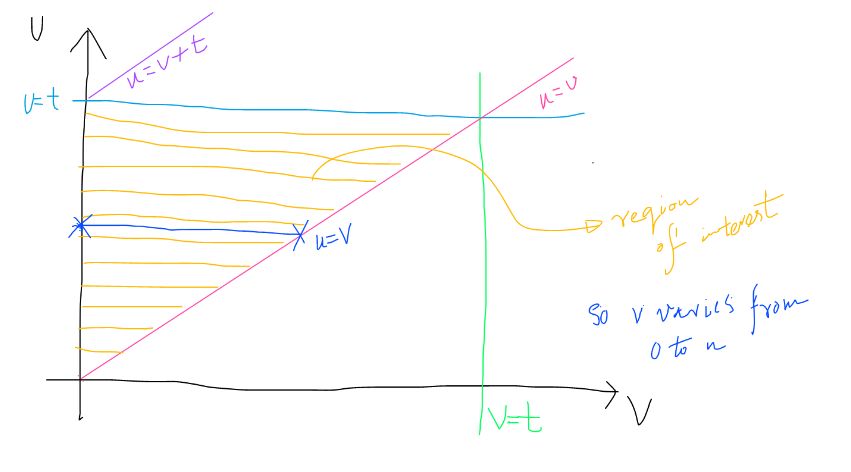 U
u=v+t
u=v
v=t
region
of interest
u=v
So v varies from
0 to u
V=t
V